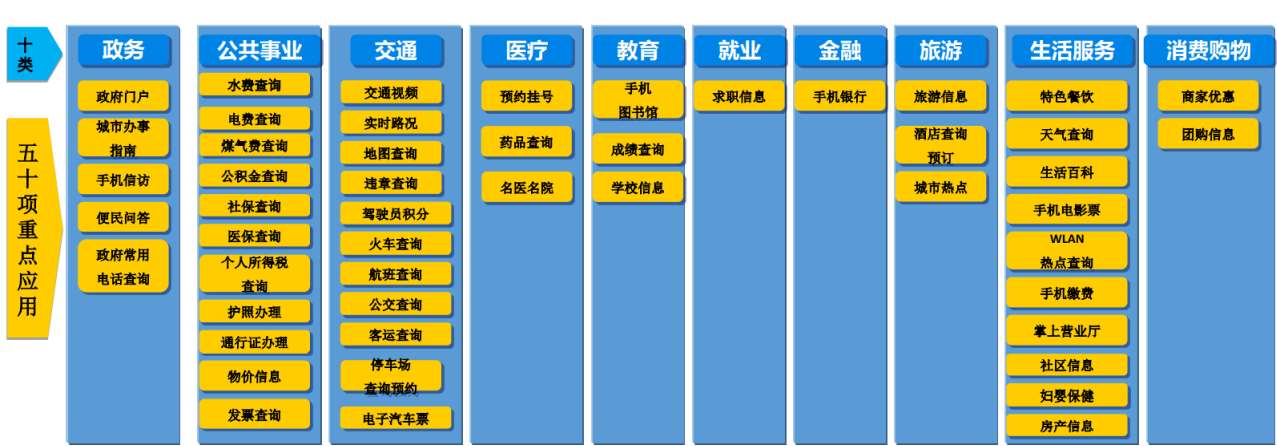 十
类
政务
公共事业
交通
医疗
教育
就业
金融
旅游
生活服务
消费购物
五
十
项
重
点
应
用
政府门户
城市办事
指南
手机信访
便民问答
政府常用
电话查询
水费查询
电费查询
煤气费查询
公积金查询
社保查询
医保查询
个人所得税
查询
护照办理
通行证办理
物价信息
发票查询
交通视频
实时路况
地图查询
违章查询
驾驶员积分
火车查询
航班查询
公交查询
客运查询
停车场
查询预约
电子汽车票
预约挂号
药品查询
名医名院
手机
图书馆
成绩查询
学校信息
求职信息
手机银行
旅游信息
酒店查询
预订
城市热点
特色餐饮
天气查询
生活百科
手机电影票
WLAN
热点查询
手机缴费
掌上营业厅
社区信息
妇婴保健
房产信息
商家优惠
团购信息